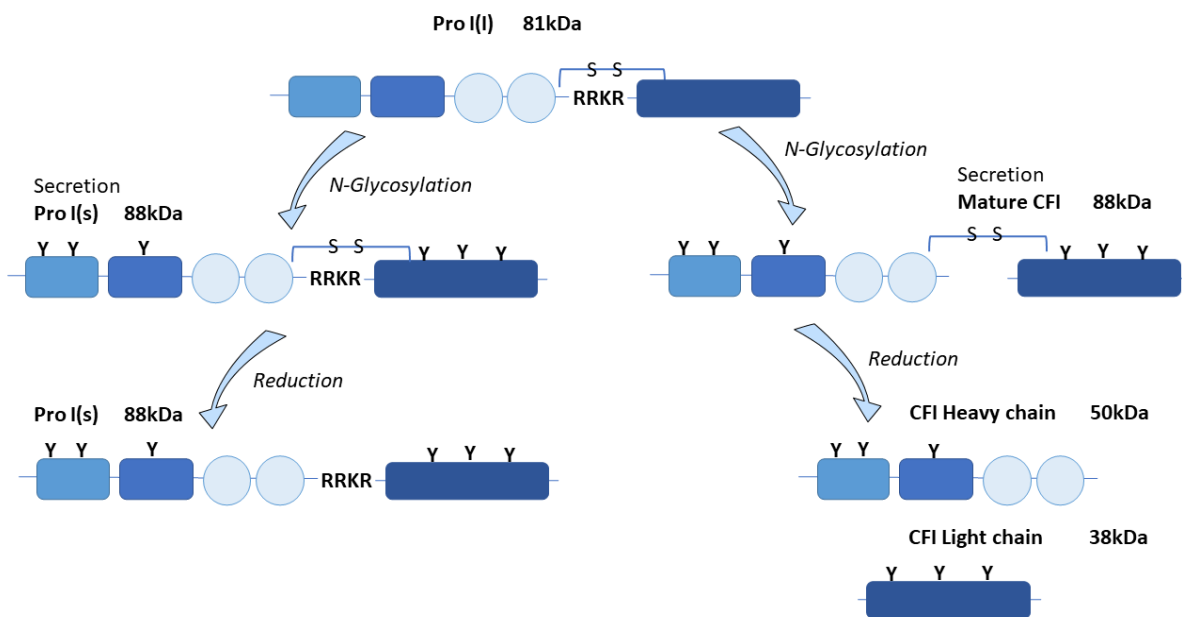 Pro I(I) 81kDa
S S
RRKR
N-Glycosylation
N-Glycosylation
Secretion
Pro I(s) 88kDa
Secretion
Mature CFI 88kDa
Y Y Y
S S
Y Y Y
RRKR
Y Y Y
S S
Y Y Y
Reduction
Reduction
Pro I(s) 88kDa
Y Y Y
Y Y Y
RRKR
CFI Heavy chain 50kDa
Y Y Y
CFI Light chain 38kDa
Y Y Y